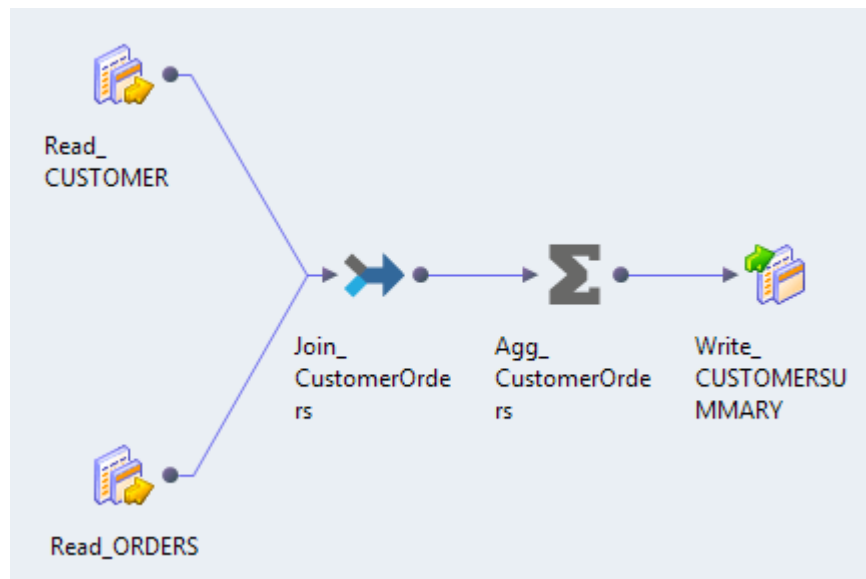 Read_
CUSTOMER
Join_
CustomerOrde
rs
Agg_
CustomerOrde
rs
Write_
CUSTOMERSU
MMARY
Read_ORDERS